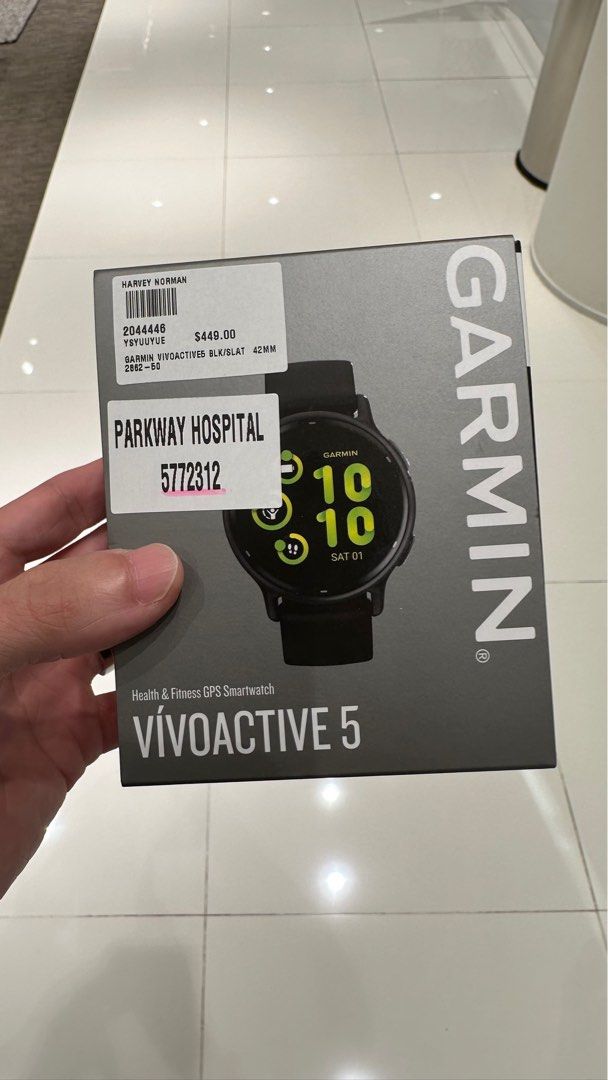 HARVEY NORMAN
2044446
YSYUUYUE
$449.00
GARMIN VIVOACTIVE5 BLK/SLAT 42MM
2862-50
PARKWAY HOSPITAL
5772312
GARMIN
10
10
SAT 01
GARMIN®
Health & Fitness GPS Smartwatch
VÍVOACTIVE 5